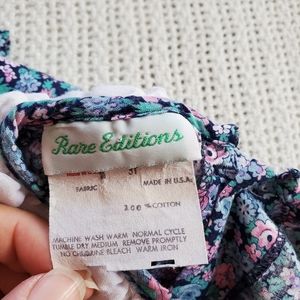 Rare Editions
3T
FABRIC MADE IN U.S.A.
100% COTTON
MACHINE WASH WARM NORMAL CYCLE
TUMBLE DRY MEDIUM REMOVE PROMPTLY
NO CHLORINE BLEACH WARM IRON